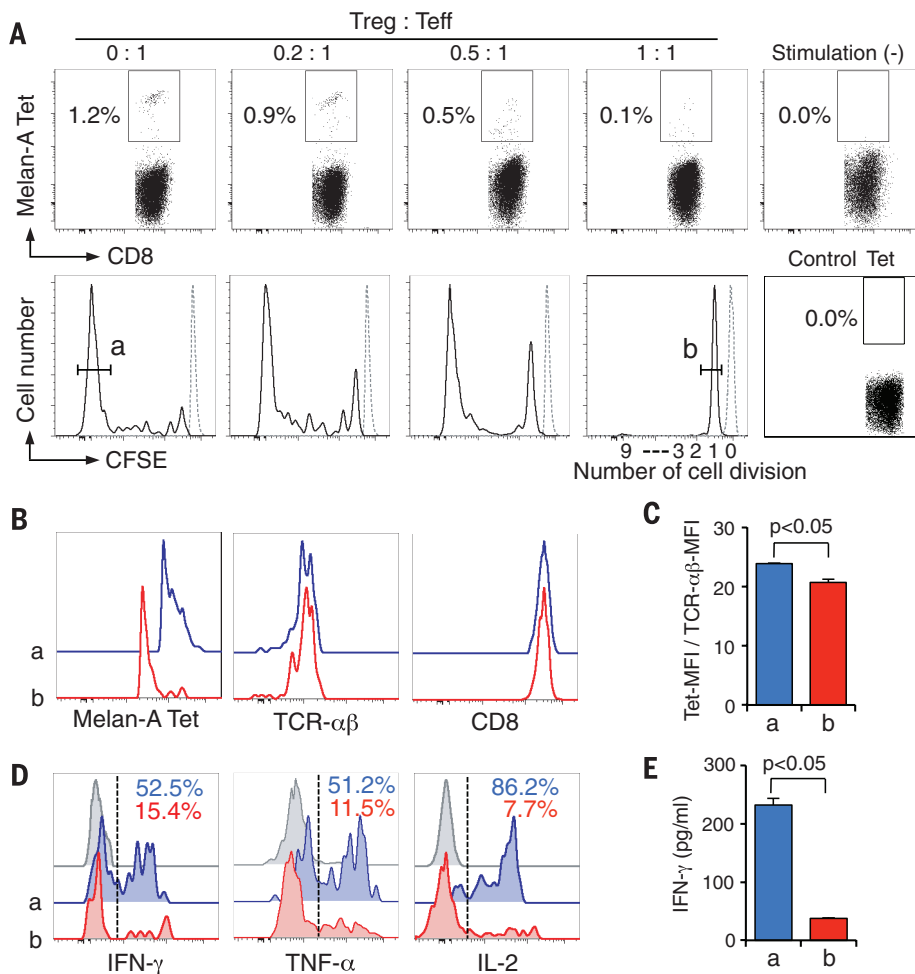 A
Treg : Teff
0 : 1 0.2 : 1 0.5 : 1 1 : 1 Stimulation (-)
Melan-A Tet
1.2% 0.9% 0.5% 0.1% 0.0%
CD8
Control Tet
Cell number
a
b
0.0%
CFSE
9 ----3 2 1 0
Number of cell division
B
a
b
Melan-A Tet TCR-αβ CD8
C
Tet-MFI / TCR-αβ-MFI
30
20
10
0
p<0.05
a b
D
52.5% 51.2% 86.2%
15.4% 11.5% 7.7%
a
b
IFN-γ TNF-α IL-2
E
IFN-γ (pg/ml)
300
200
100
0
p<0.05
a b